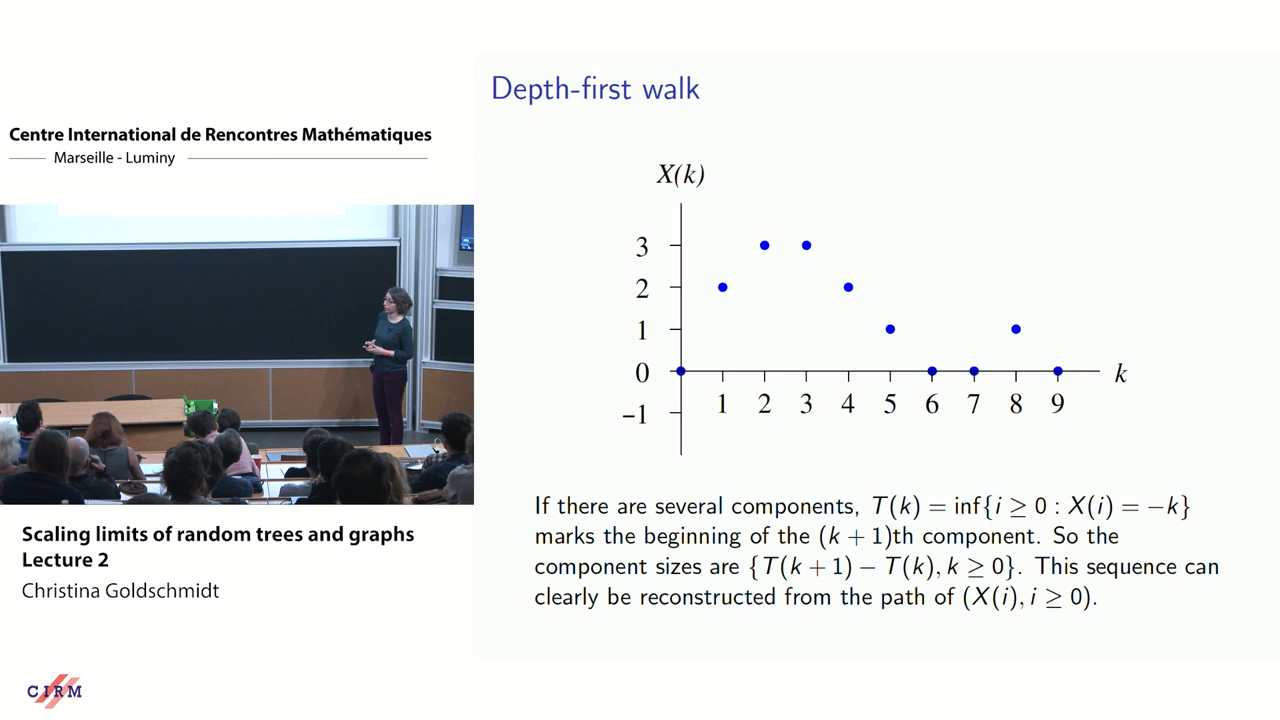 Centre International de Rencontres Mathématiques
Marseille - Luminy
Scaling limits of random trees and graphs
Lecture 2
Christina Goldschmidt
CIRM
Depth-first walk
X(k)
3
2
1
0
−1
1 2 3 4 5 6 7 8 9
k
If there are several components, T(k) = inf{i ≥ 0 : X(i) = −k}
marks the beginning of the (k + 1)th component. So the
component sizes are {T(k + 1) − T(k), k ≥ 0}. This sequence can
clearly be reconstructed from the path of (X(i), i ≥ 0).